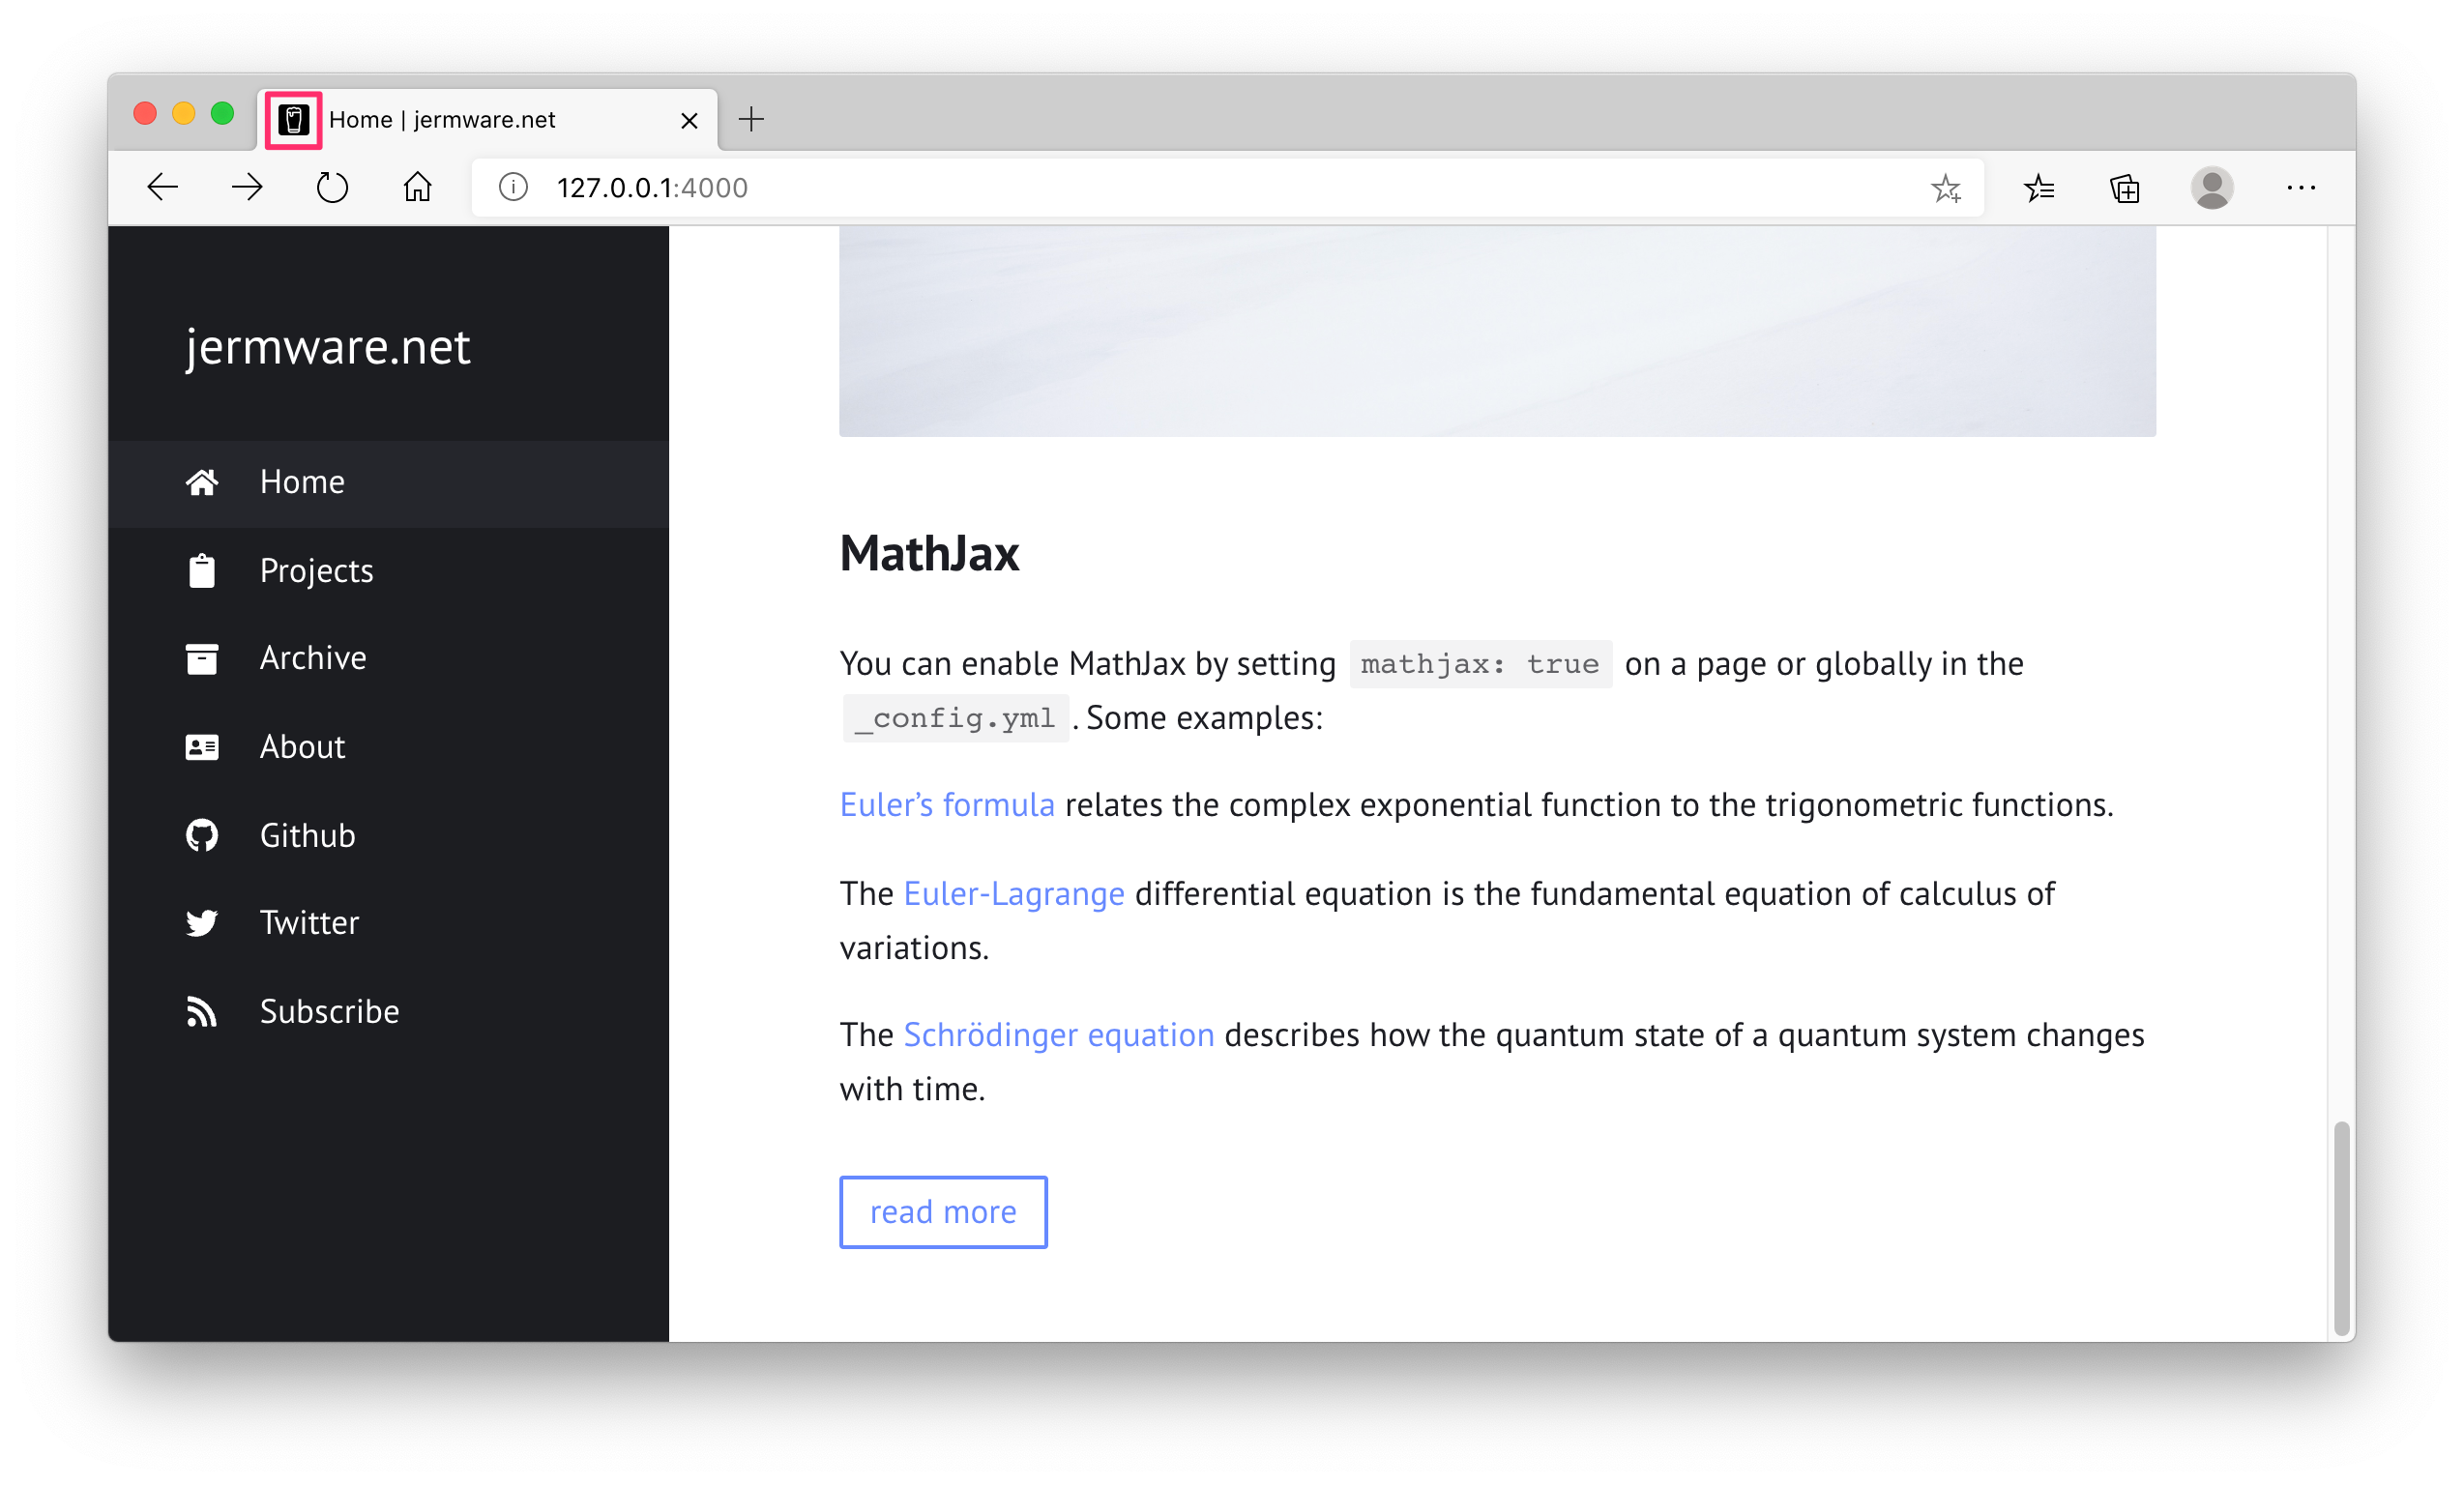 Home | jermware.net
127.0.0.1:4000
jermware.net
Home
Projects
Archive
About
Github
Twitter
Subscribe
MathJax
You can enable MathJax by setting mathjax: true on a page or globally in the
_config.yml. Some examples:
Euler’s formula relates the complex exponential function to the trigonometric functions.
The Euler-Lagrange differential equation is the fundamental equation of calculus of
variations.
The Schrödinger equation describes how the quantum state of a quantum system changes
with time.
read more